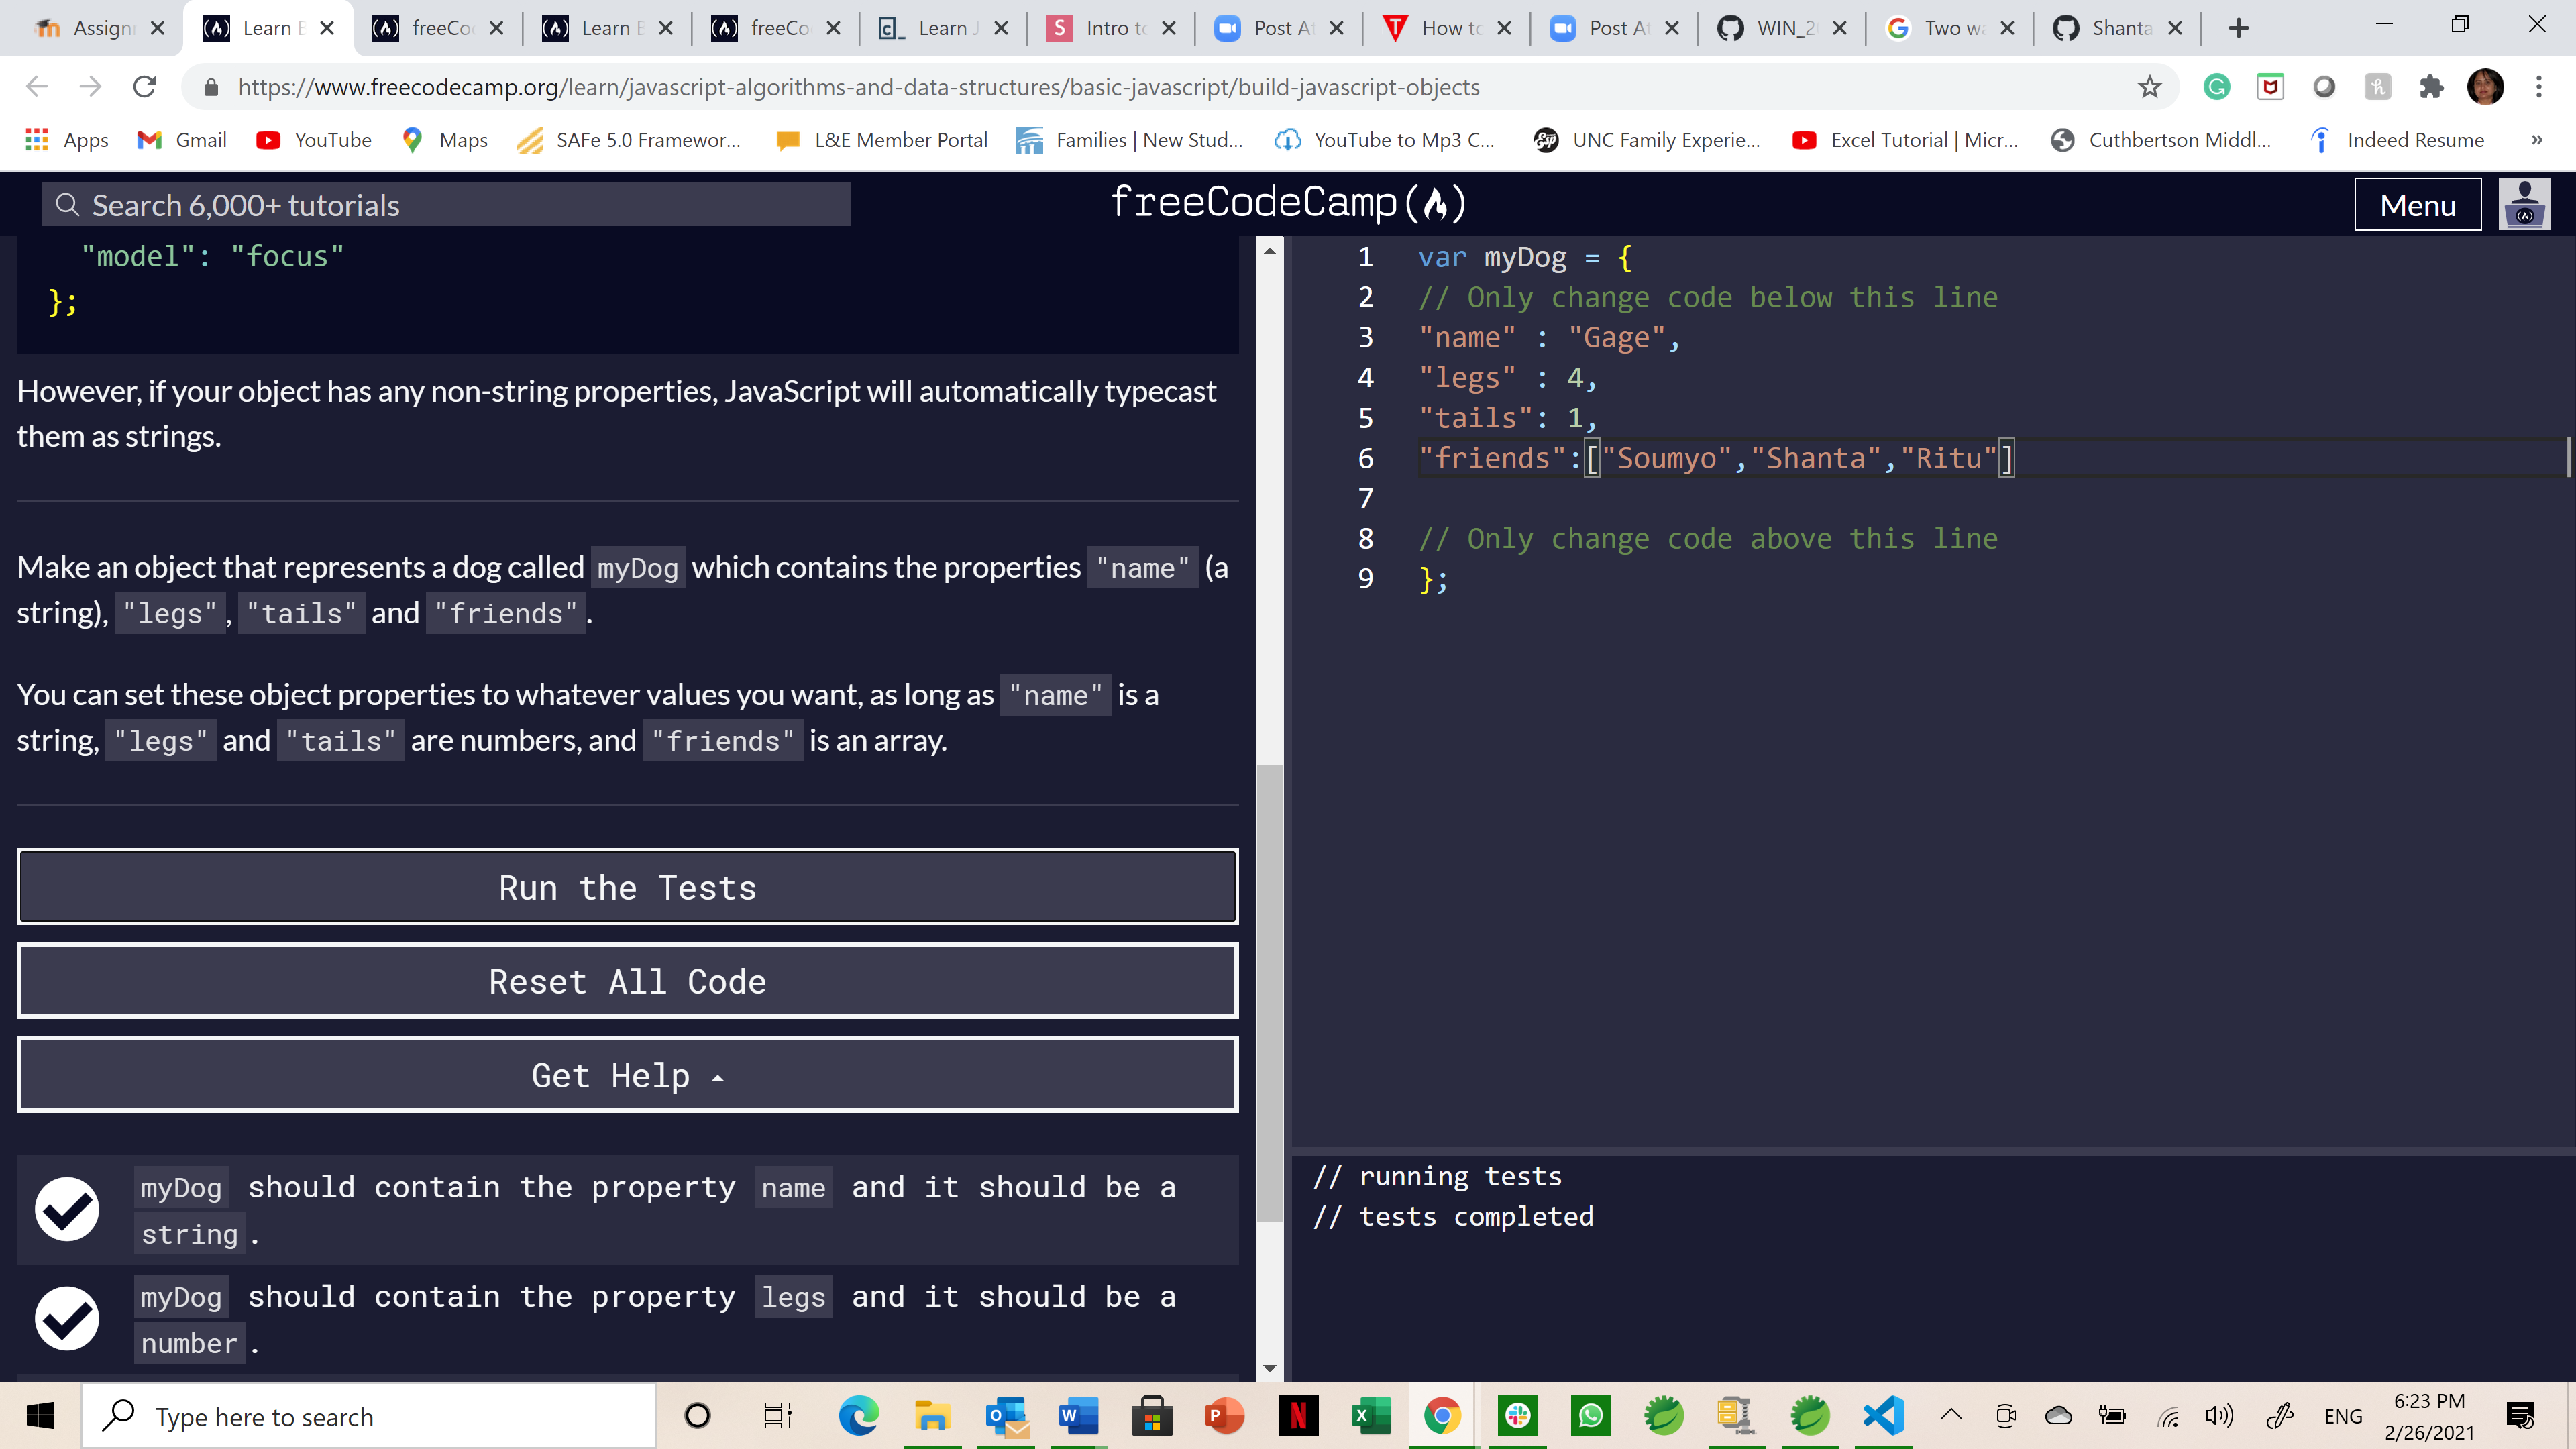 Assign
Learn B
freeCo
Learn B
freeCo
Learn J
Intro to
Post At
How to
Post At
WIN_2
Two wa
Shanta
https://www.freecodecamp.org/learn/javascript-algorithms-and-data-structures/basic-javascript/build-javascript-objects
Apps
Gmail
YouTube
Maps
SAFe 5.0 Framewor...
L&E Member Portal
Families | New Stud...
YouTube to Mp3 C...
UNC Family Experie...
Excel Tutorial | Micr...
Cuthbertson Middl...
Indeed Resume
»
Search 6,000+ tutorials
freeCodeCamp
Menu
"model": "focus"
};
However, if your object has any non-string properties, JavaScript will automatically typecast
them as strings.
Make an object that represents a dog called myDog which contains the properties "name" (a
string), "legs", "tails" and "friends".
You can set these object properties to whatever values you want, as long as "name" is a
string, "legs" and "tails" are numbers, and "friends" is an array.
Run the Tests
Reset All Code
Get Help
myDog should contain the property name and it should be a
string.
myDog should contain the property legs and it should be a
number.
1 var myDog = {
2 // Only change code below this line
3 "name" : "Gage",
4 "legs" : 4,
5 "tails": 1,
6 "friends":["Soumyo","Shanta","Ritu"]
7
8 // Only change code above this line
9 };
// running tests
// tests completed
Type here to search
ENG
6:23 PM
2/26/2021